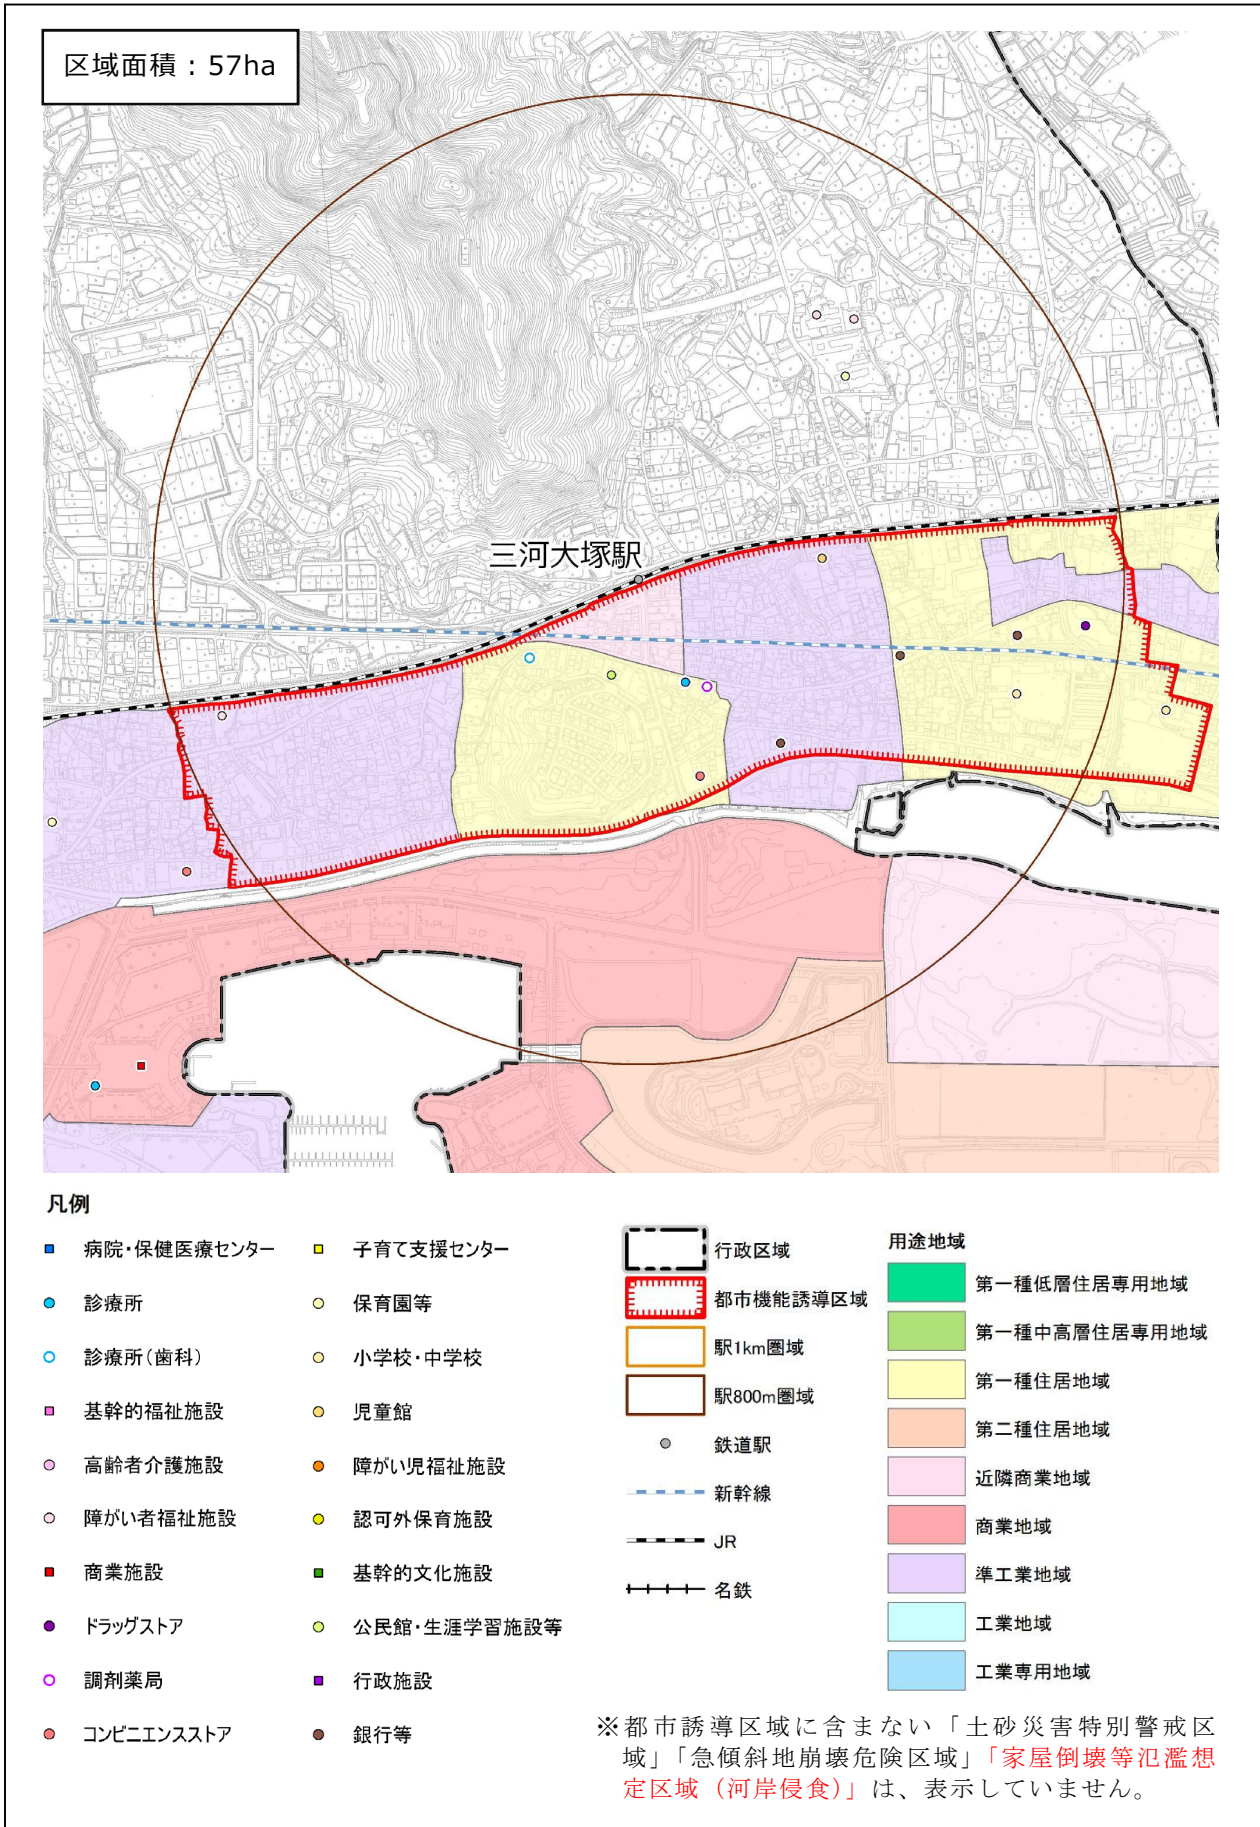 区域面積：57ha
三河大塚駅
凡例
病院・保健医療センター
診療所
診療所（歯科）
基幹的福祉施設
高齢者介護施設
障がい者福祉施設
商業施設
ドラッグストア
調剤薬局
コンビニエンスストア
子育て支援センター
保育園等
小学校・中学校
児童館
障がい児福祉施設
認可外保育施設
基幹的文化施設
公民館・生涯学習施設等
行政施設
銀行等
行政区域
都市機能誘導区域
駅1km圏域
駅800m圏域
鉄道駅
新幹線
JR
名鉄
用途地域
第一種低層住居専用地域
第一種中高層住居専用地域
第一種住居地域
第二種住居地域
近隣商業地域
商業地域
準工業地域
工業地域
工業専用地域
※都市誘導区域に含まない「土砂災害特別警戒区
域」「急傾斜地崩壊危険区域」「家屋倒壊等氾濫想
定区域（河岸侵食）」は、表示していません。